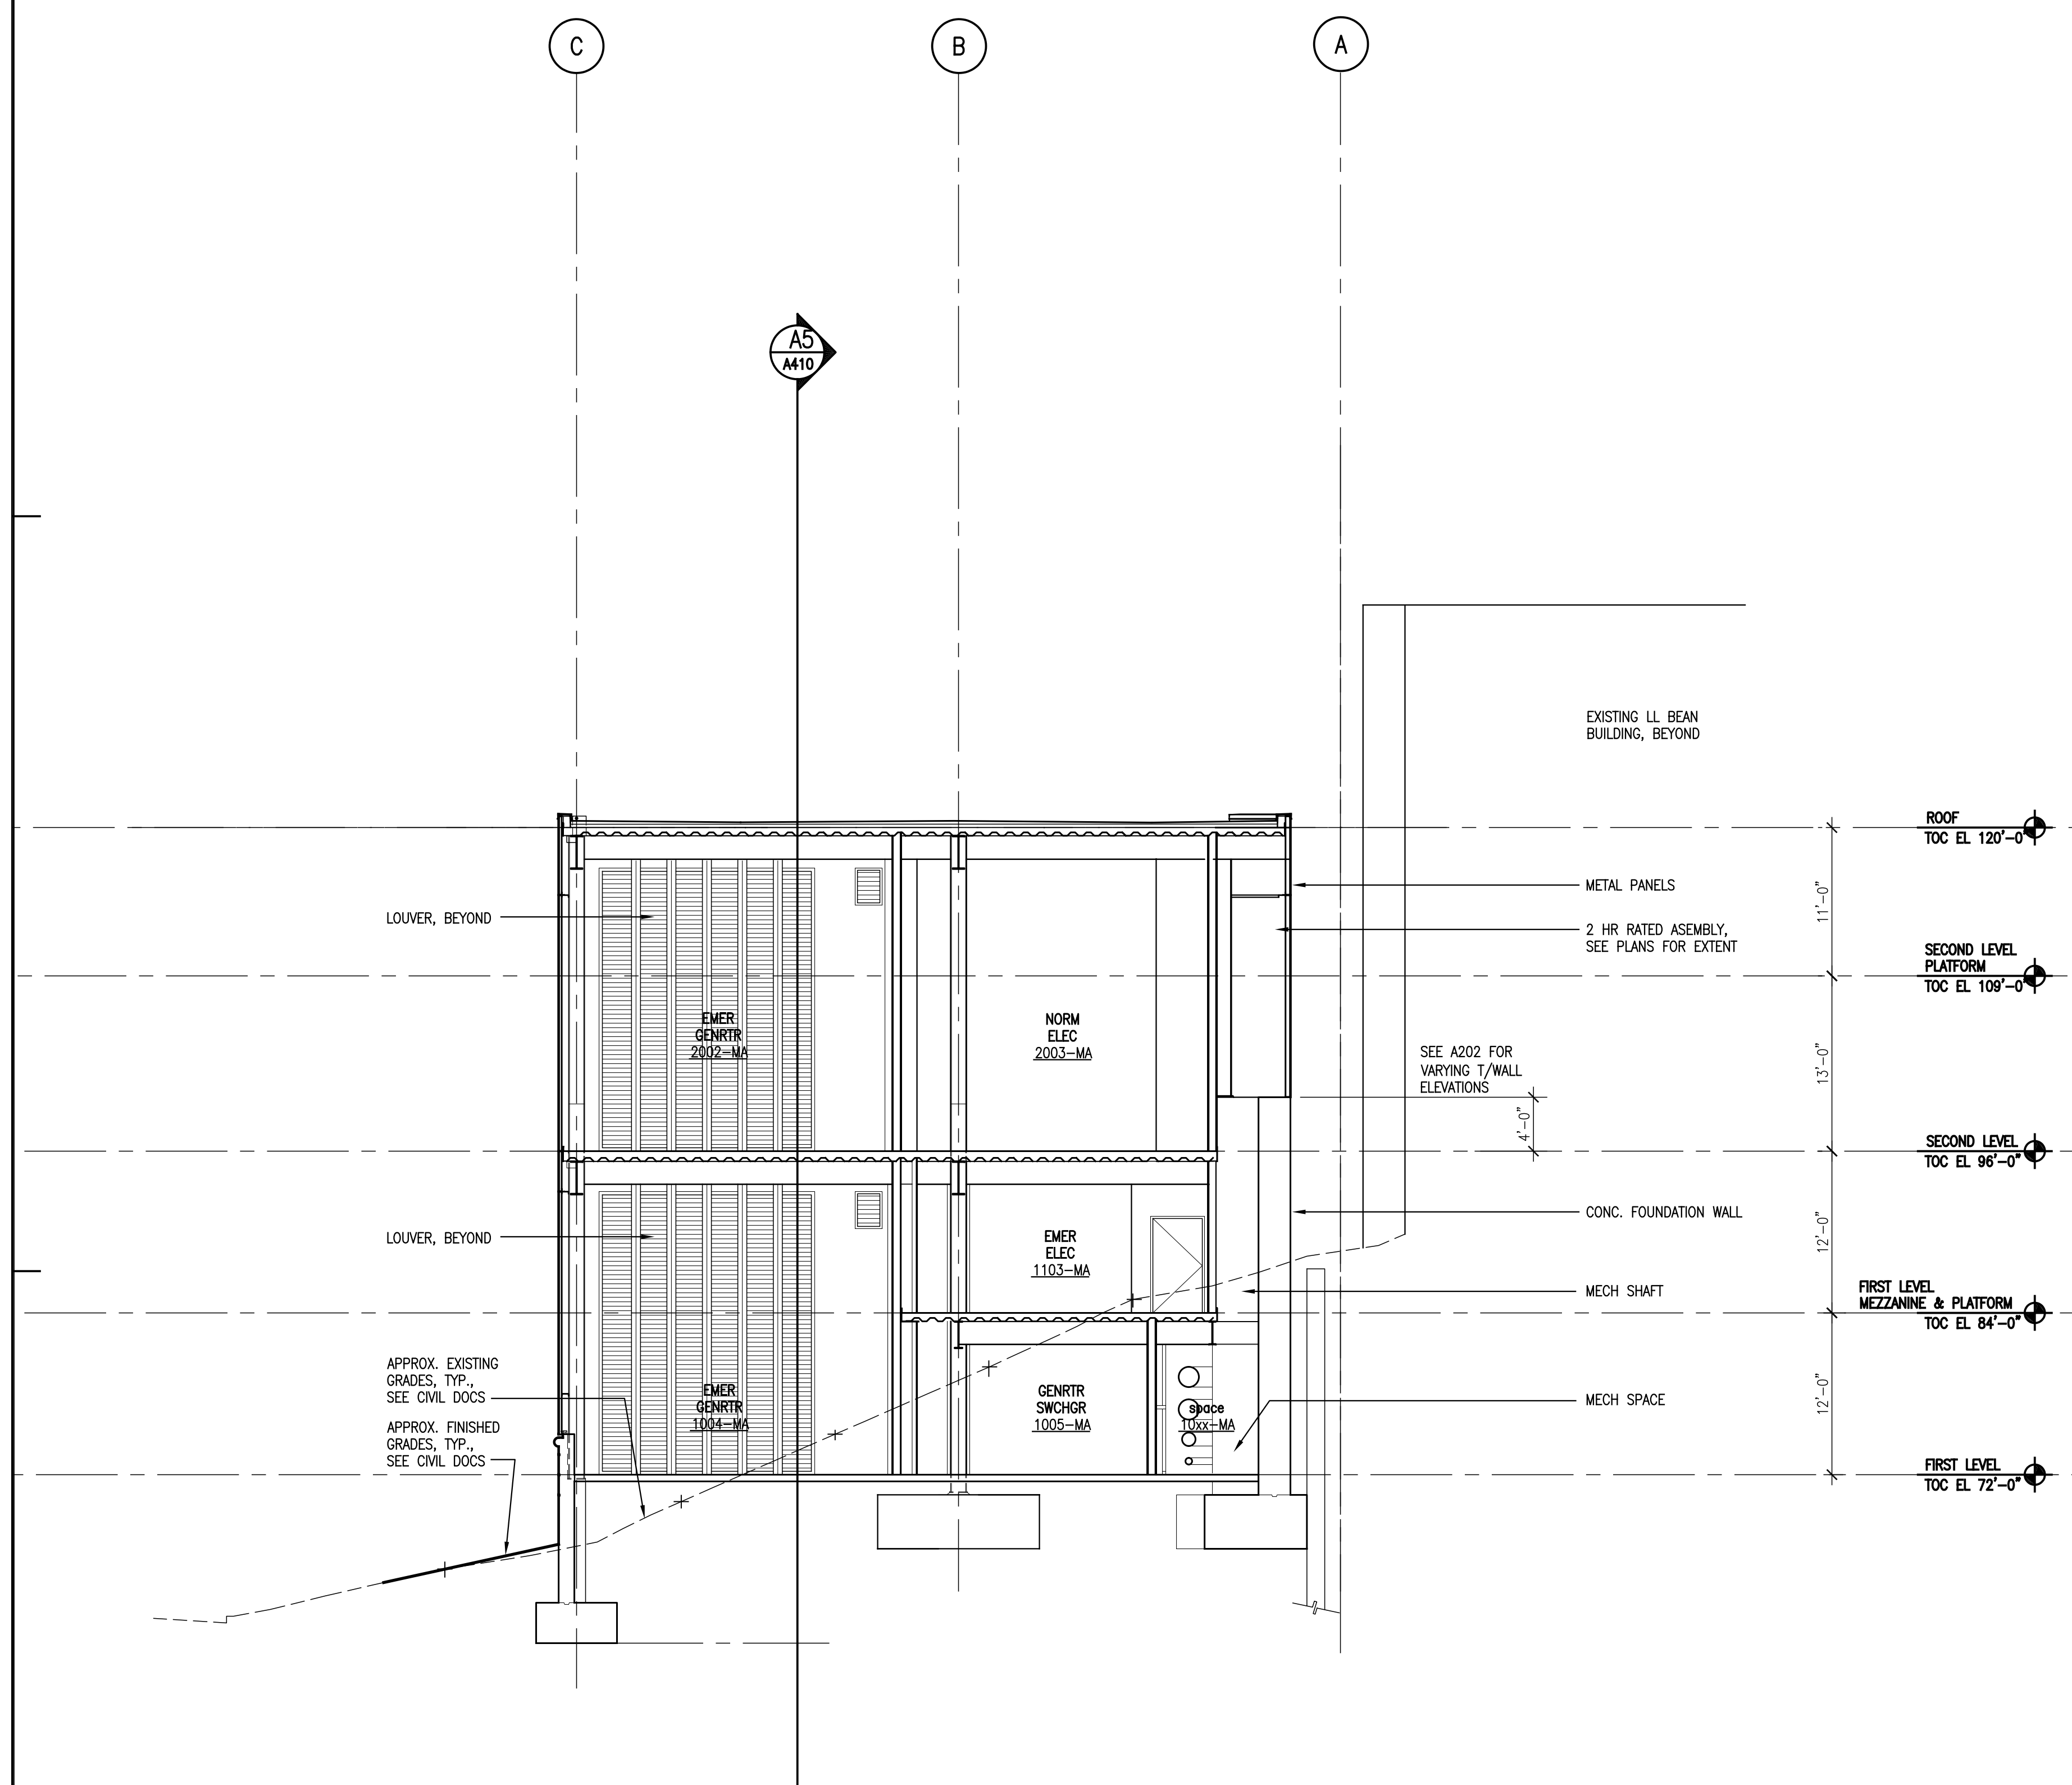 C
B
A
A5
A410
EXISTING LL BEAN
BUILDING, BEYOND
ROOF
TOC EL 120'-0"
METAL PANELS
11'-0"
LOUVER, BEYOND
2 HR RATED ASEMBLY,
SEE PLANS FOR EXTENT
SECOND LEVEL
PLATFORM
TOC EL 109'-0"
EMER
GENRTR
2002-MA
NORM
ELEC
2003-MA
SEE A202 FOR
VARYING T/WALL
ELEVATIONS
13'-0"
4'-0"
SECOND LEVEL
TOC EL 96'-0"
CONC. FOUNDATION WALL
LOUVER, BEYOND
EMER
ELEC
1103-MA
12'-0"
MECH SHAFT
FIRST LEVEL
MEZZANINE & PLATFORM
TOC EL 84'-0"
APPROX. EXISTING
GRADES, TYP.,
SEE CIVIL DOCS
EMER
GENRTR
1004-MA
GENRTR
SWCHGR
1005-MA
space
10xx-MA
MECH SPACE
12'-0"
APPROX. FINISHED
GRADES, TYP.,
SEE CIVIL DOCS
FIRST LEVEL
TOC EL 72'-0"